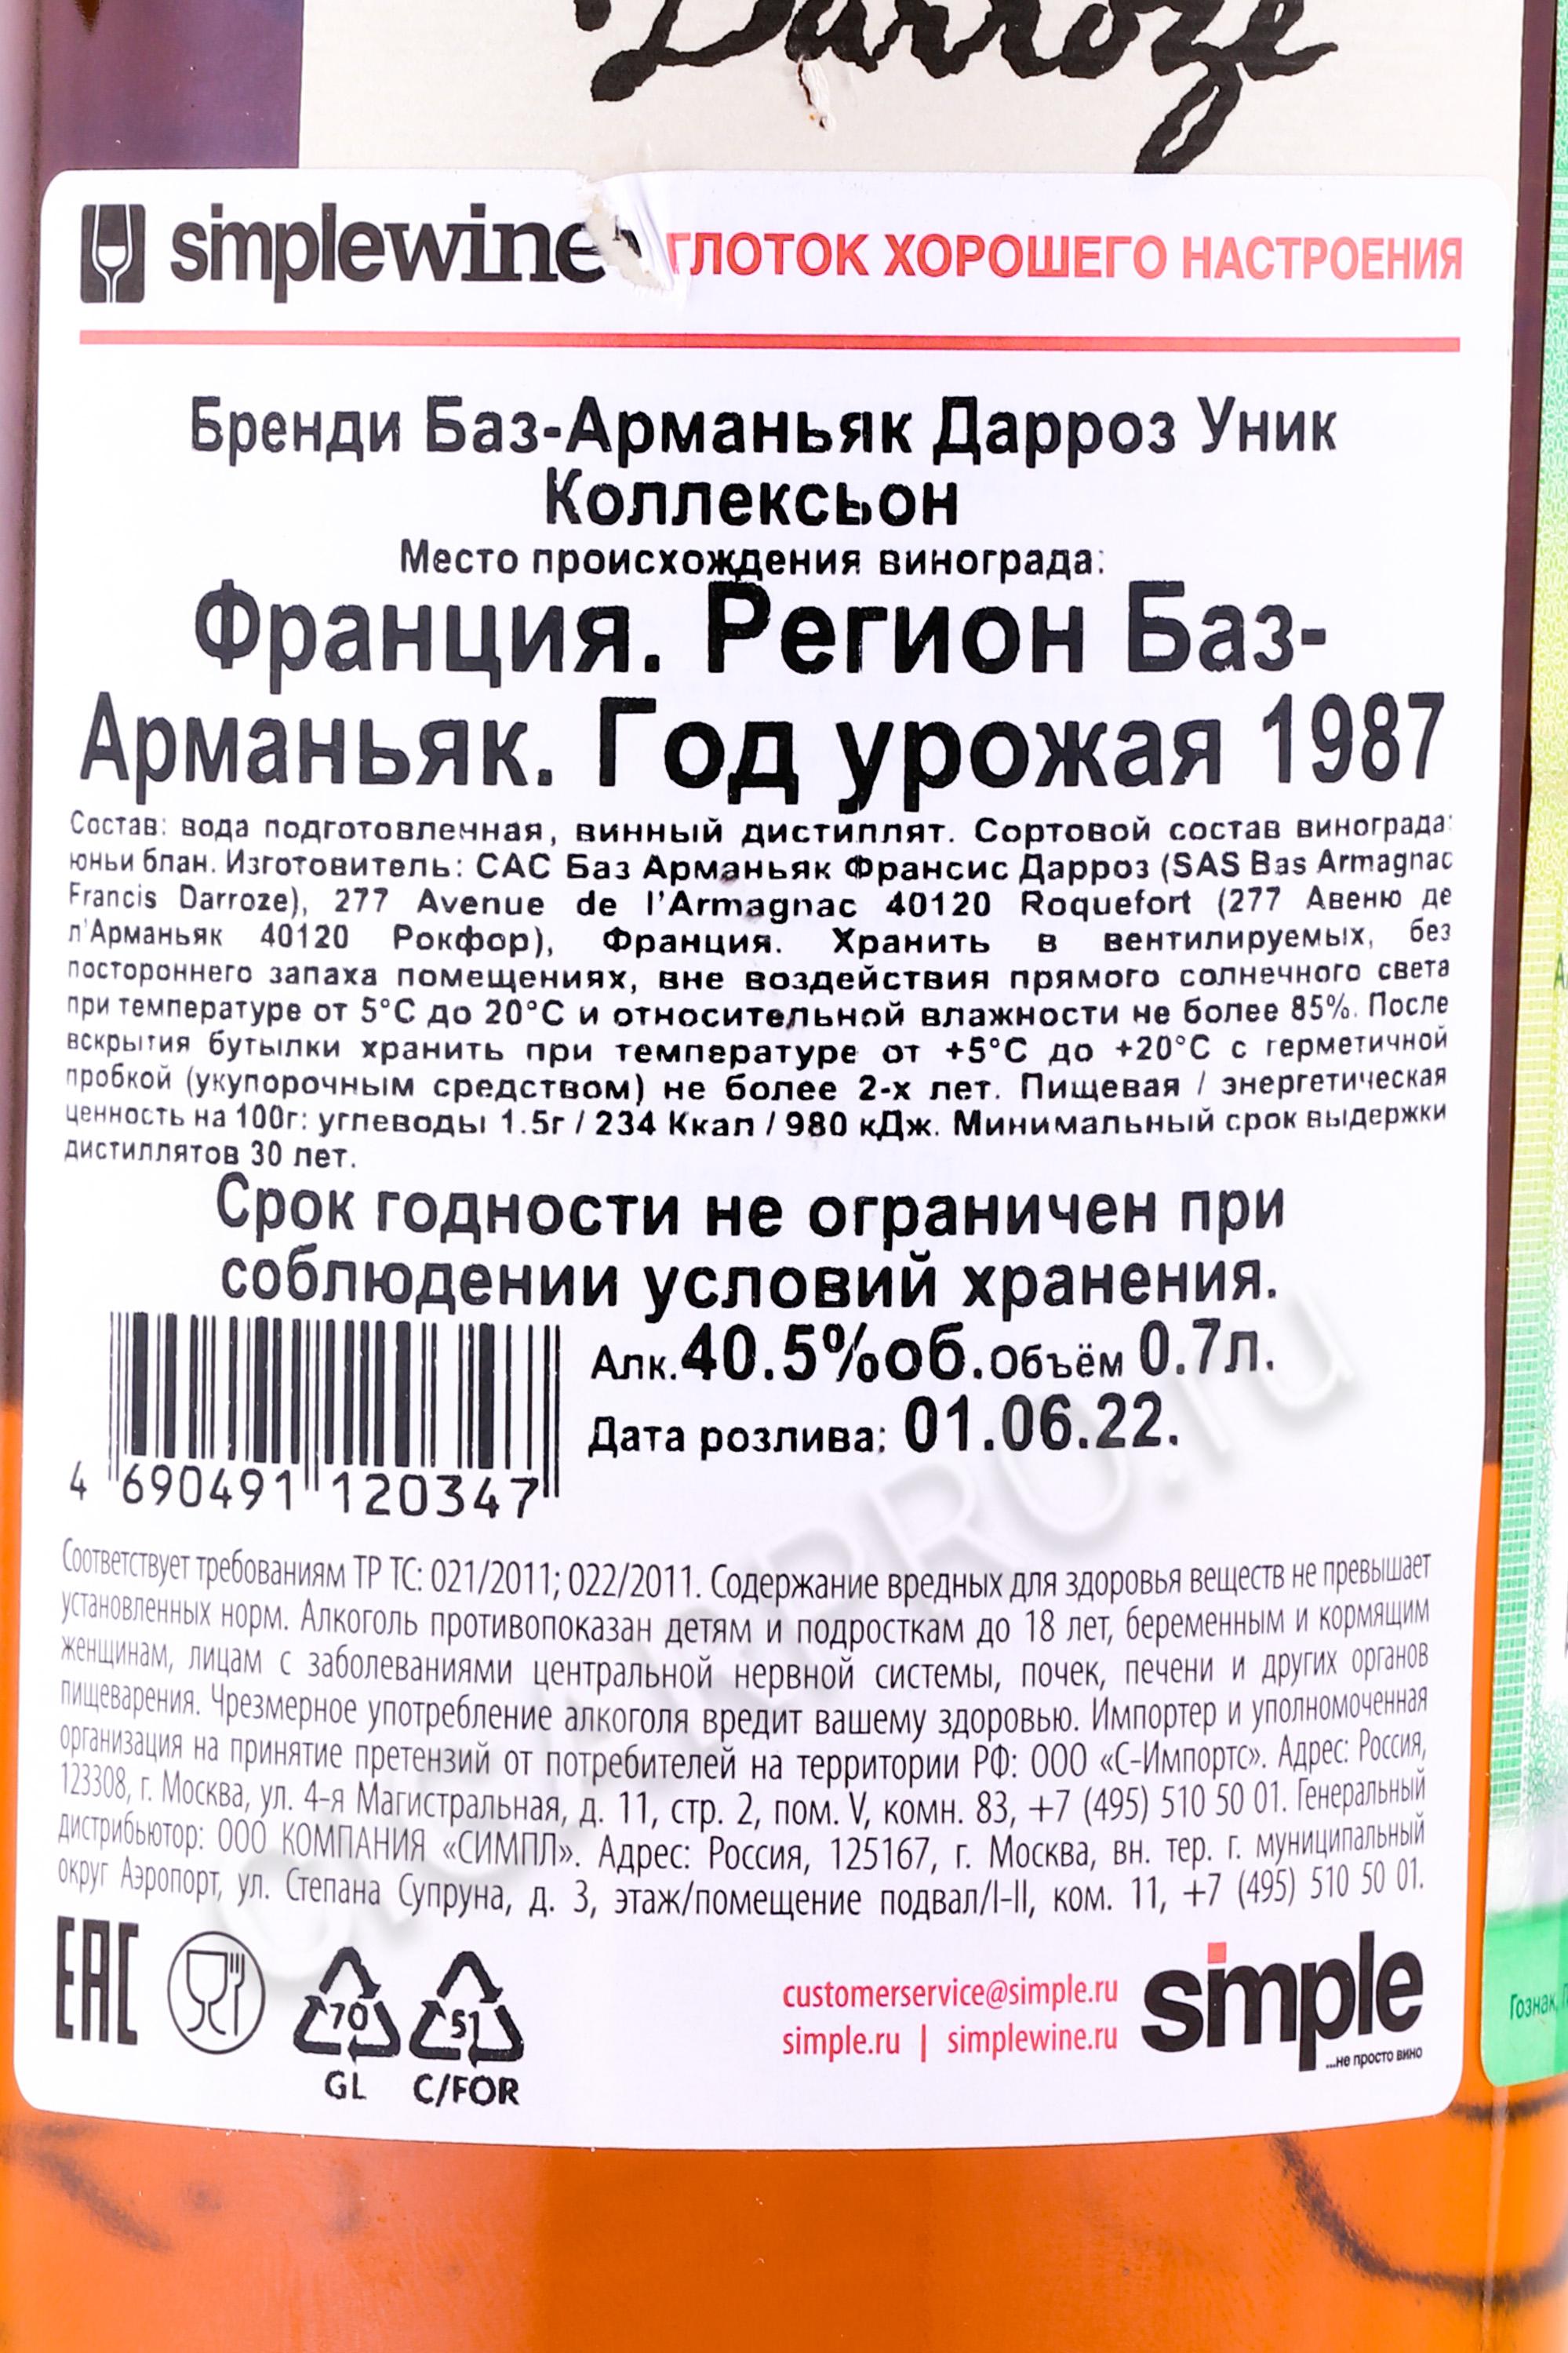 Darroze
simplewine ГЛОТОК ХОРОШЕГО НАСТРОЕНИЯ
Бренди Баз-Арманьяк Дарроз Уник
Коллексьон
Место происхождения винограда:
Франция. Регион Баз-
Арманьяк. Год урожая 1987
Состав: вода подготовленная, винный дистиллят. Сортовой состав винограда:
юньи блан. Изготовитель: САС Баз Арманьяк Франсис Дарроз (SAS Bas Armagnac
Francis Darroze), 277 Avenue de l'Armagnac 40120 Roquefort (277 Авеню де
л'Арманьяк 40120 Рокфор), Франция. Хранить в вентилируемых, без
постороннего запаха помещениях, вне воздействия прямого солнечного света
при температуре от 5°С до 20°С и относительной влажности не более 85%. После
вскрытия бутылки хранить при температуре от +5°С до +20°С с герметичной
пробкой (укупорочным средством) не более 2-х лет. Пищевая / энергетическая
ценность на 100г: углеводы 1.5г / 234 Ккал / 980 кДж. Минимальный срок выдержки
дистиллятов 30 лет.
Срок годности не ограничен при
соблюдении условий хранения.
Алк.40.5%об.Объём 0.7л.
Дата розлива: 01.06.22.
4 690491 120347
Соответствует требованиям ТР ТС: 021/2011; 022/2011. Содержание вредных для здоровья веществ не превышает
установленных норм. Алкоголь противопоказан детям и подросткам до 18 лет, беременным и кормящим
женщинам, лицам с заболеваниями центральной нервной системы, почек, печени и других органов
пищеварения. Чрезмерное употребление алкоголя вредит вашему здоровью. Импортер и уполномоченная
организация на принятие претензий от потребителей на территории РФ: ООО «С-Импортс». Адрес: Россия,
123308, г. Москва, ул. 4-я Магистральная, д. 11, стр. 2, пом. V, комн. 83, +7 (495) 510 50 01. Генеральный
дистрибьютор: ООО КОМПАНИЯ «СИМПЛ». Адрес: Россия, 125167, г. Москва, вн. тер. г. муниципальный
округ Аэропорт, ул. Степана Супруна, д. 3, этаж/помещение подвал/I-II, ком. 11, +7 (495) 510 50 01.
EAC
70
GL
51
C/FOR
customerservice@simple.ru
simple.ru | simplewine.ru
simple
...не просто вино
Гознак,
CIGARPRO.ru